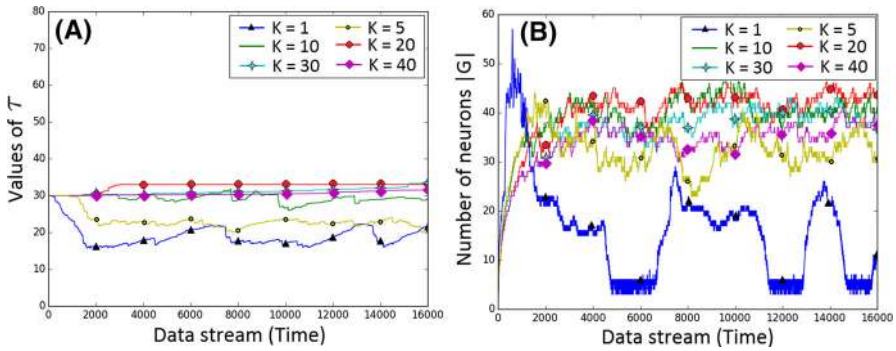 (A)
K = 1
K = 5
K = 10
K = 20
K = 30
K = 40
Values of 𝒯
80
70
60
50
40
30
20
10
0
0 2000 4000 6000 8000 10000 12000 14000 16000
Data stream (Time)
(B)
K = 1
K = 5
K = 10
K = 20
K = 30
K = 40
Number of neurons |G|
60
50
40
30
20
10
0
0 2000 4000 6000 8000 10000 12000 14000 16000
Data stream (Time)